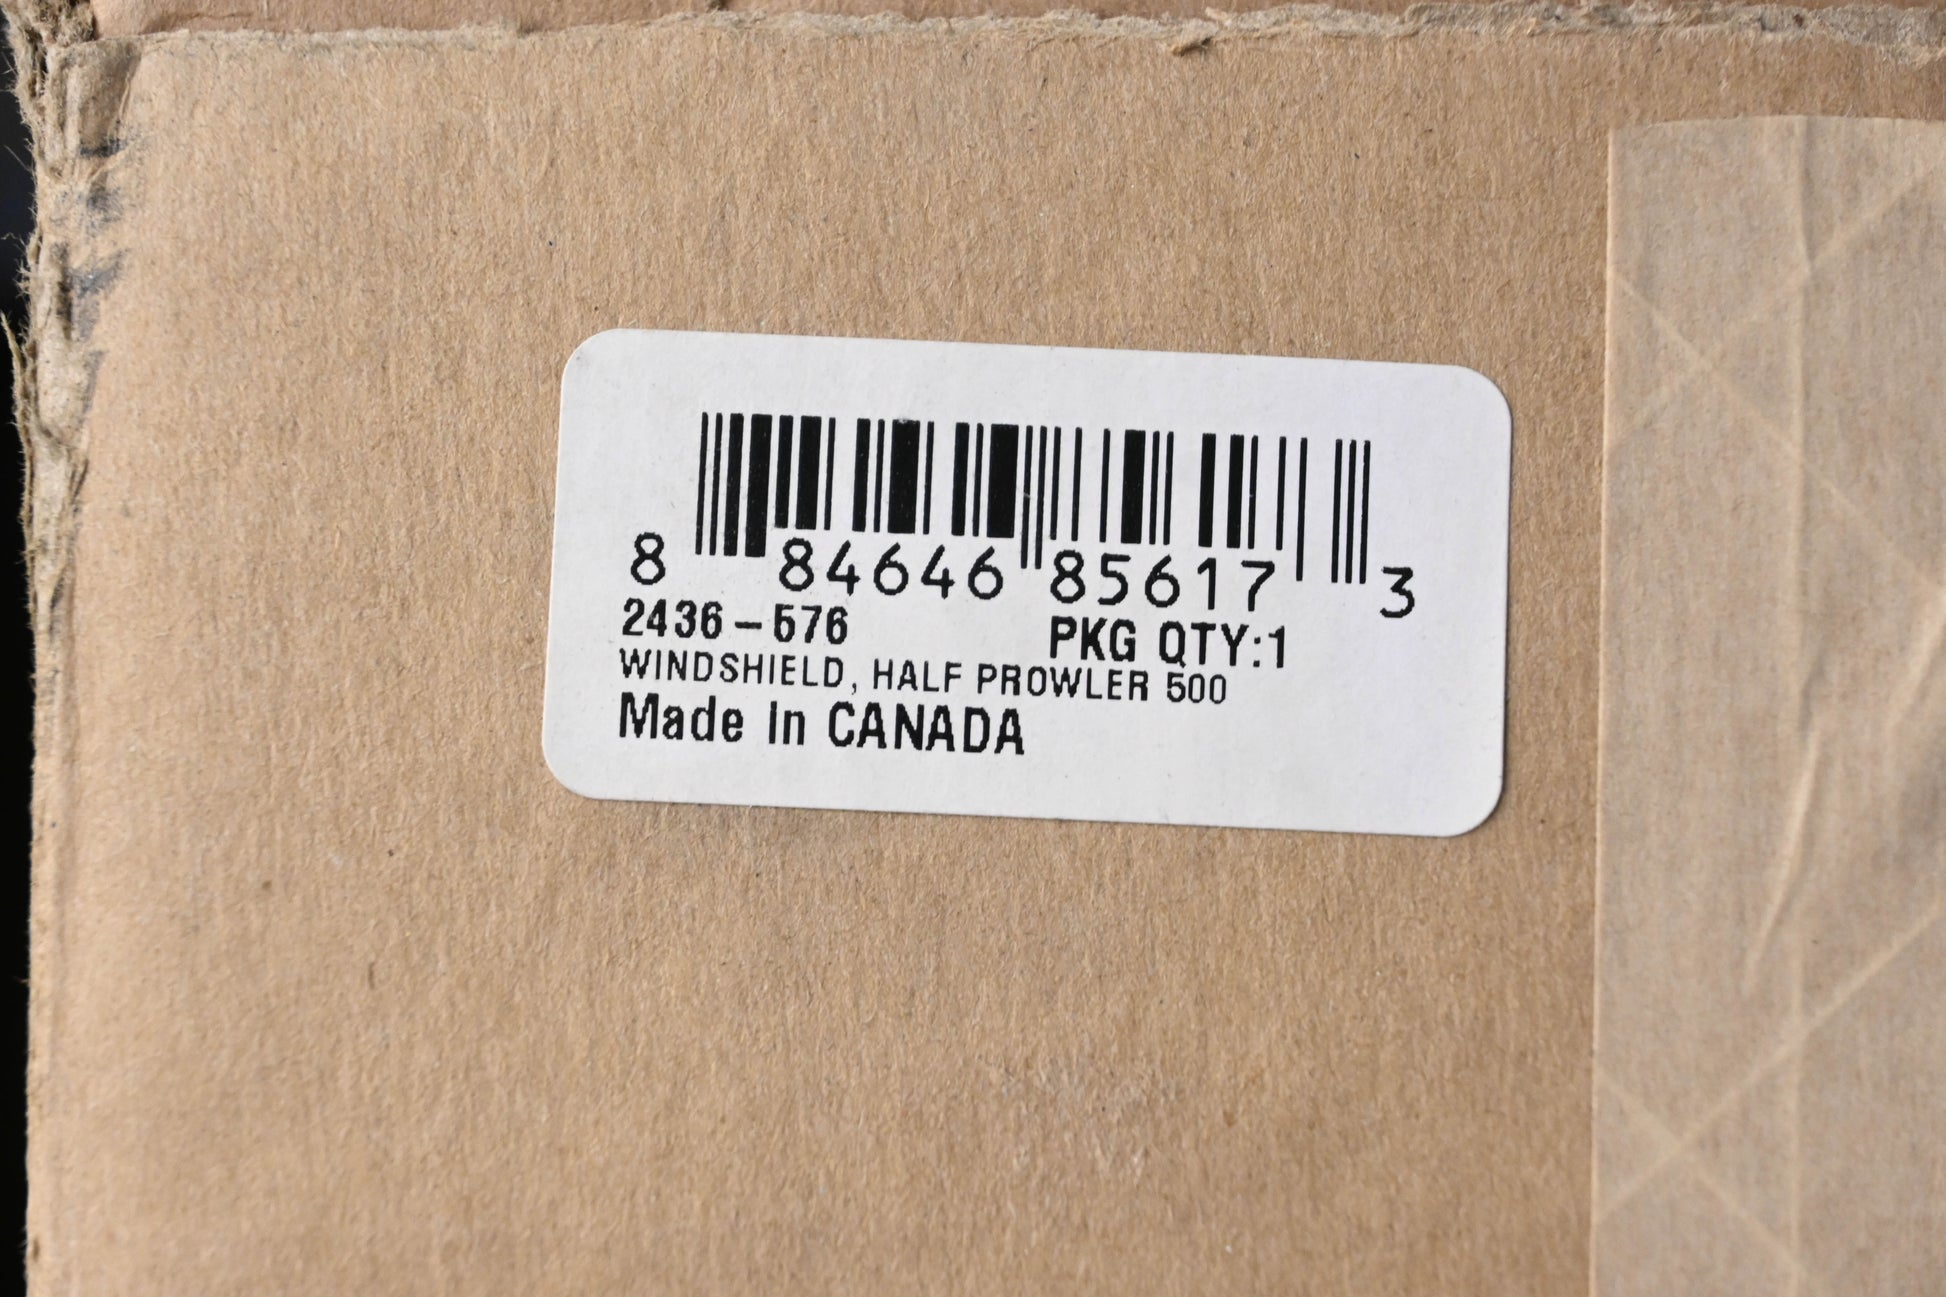 8 84646 85617 3
2436-576 PKG QTY:1
WINDSHIELD, HALF PROWLER 500
Made In CANADA